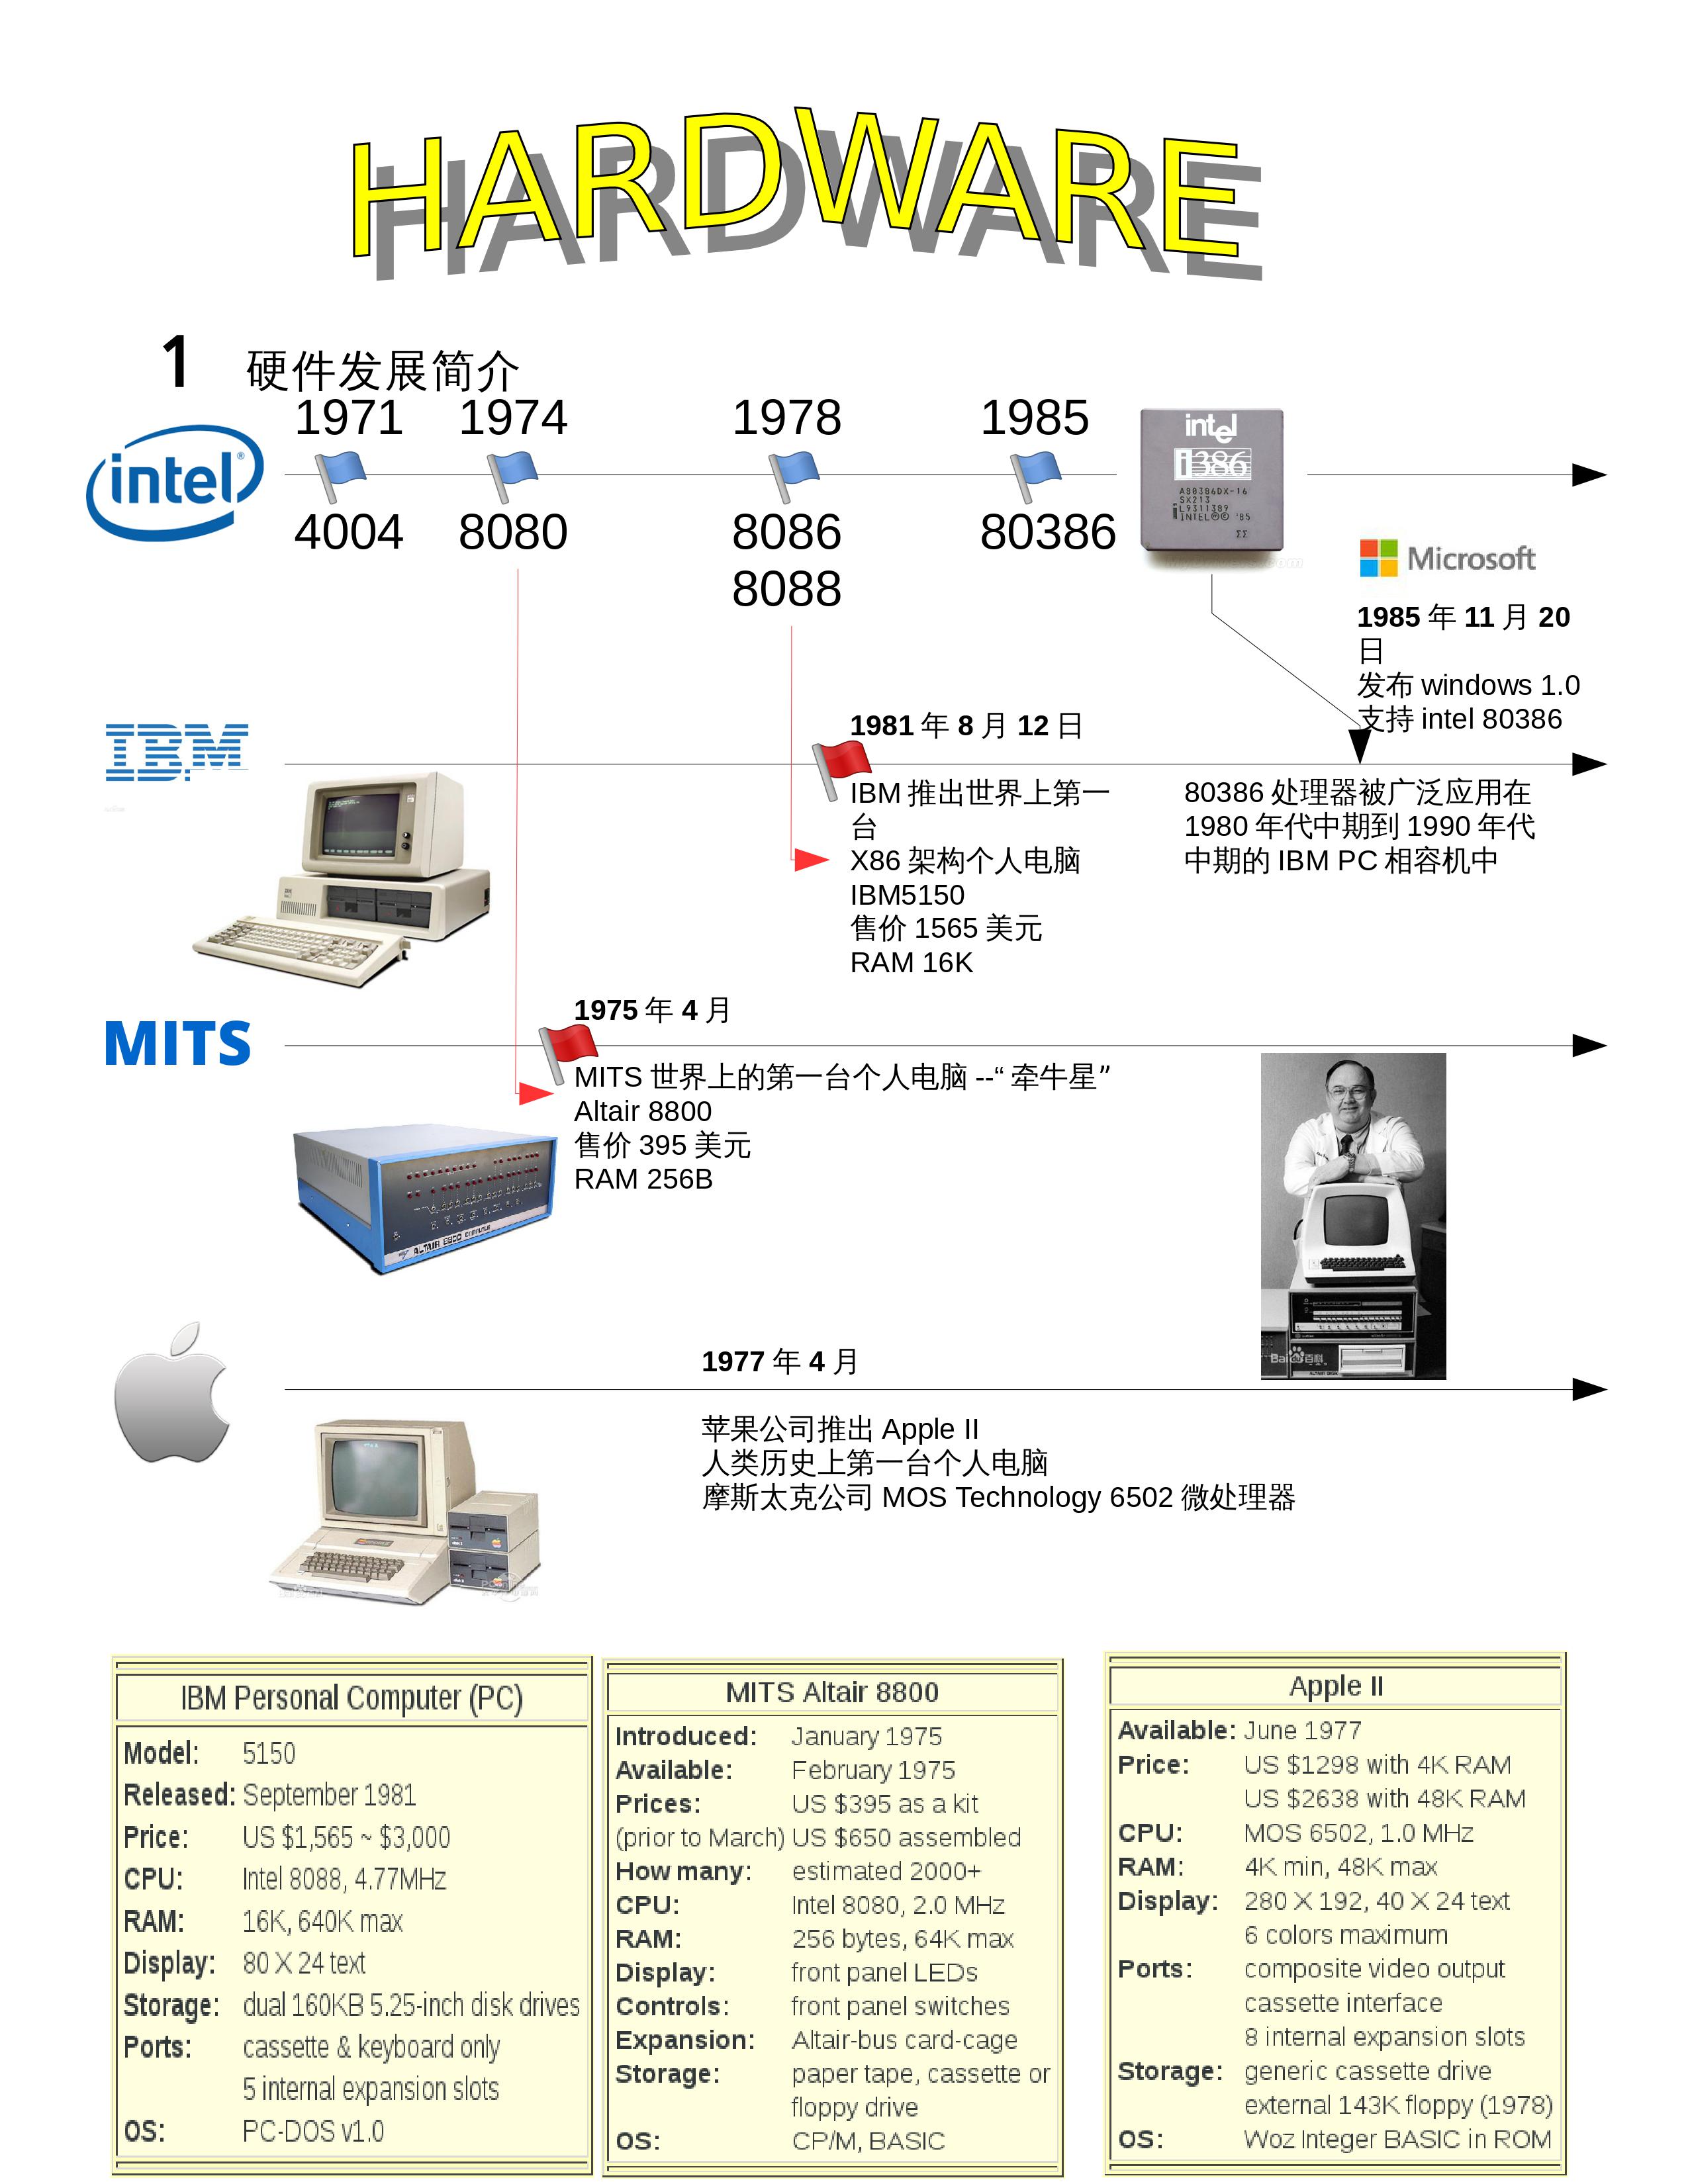 HARDWARE
1 硬件发展简介
1971 1974 1978 1985
intel®
4004 8080 8086 80386
8088
intel
i386
A80386DX-16
SX213
L9311389
INTEL©© '85
ΣΣ
Microsoft
1985 年 11 月 20
日
发布 windows 1.0
支持 intel 80386
IBM
1981 年 8 月 12 日
IBM 推出世界上第一
台
X86 架构个人电脑
IBM5150
售价 1565 美元
RAM 16K
80386 处理器被广泛应用在
1980 年代中期到 1990 年代
中期的 IBM PC 相容机中
MITS
1975 年 4 月
MITS 世界上的第一台个人电脑 --“ 牵牛星”
Altair 8800
售价 395 美元
RAM 256B
ALTAIR 8800 COMPUTER
Baidu百科
1977 年 4 月
苹果公司推出 Apple II
人类历史上第一台个人电脑
摩斯太克公司 MOS Technology 6502 微处理器
IBM Personal Computer (PC)
Model: 5150
Released: September 1981
Price: US $1,565 ~ $3,000
CPU: Intel 8088, 4.77MHz
RAM: 16K, 640K max
Display: 80 X 24 text
Storage: dual 160KB 5.25-inch disk drives
Ports: cassette & keyboard only
5 internal expansion slots
OS: PC-DOS v1.0
MITS Altair 8800
Introduced: January 1975
Available: February 1975
Prices: US $395 as a kit
(prior to March) US $650 assembled
How many: estimated 2000+
CPU: Intel 8080, 2.0 MHz
RAM: 256 bytes, 64K max
Display: front panel LEDs
Controls: front panel switches
Expansion: Altair-bus card-cage
Storage: paper tape, cassette or
floppy drive
OS: CP/M, BASIC
Apple II
Available: June 1977
Price: US $1298 with 4K RAM
US $2638 with 48K RAM
CPU: MOS 6502, 1.0 MHz
RAM: 4K min, 48K max
Display: 280 X 192, 40 X 24 text
6 colors maximum
Ports: composite video output
cassette interface
8 internal expansion slots
Storage: generic cassette drive
external 143K floppy (1978)
OS: Woz Integer BASIC in ROM